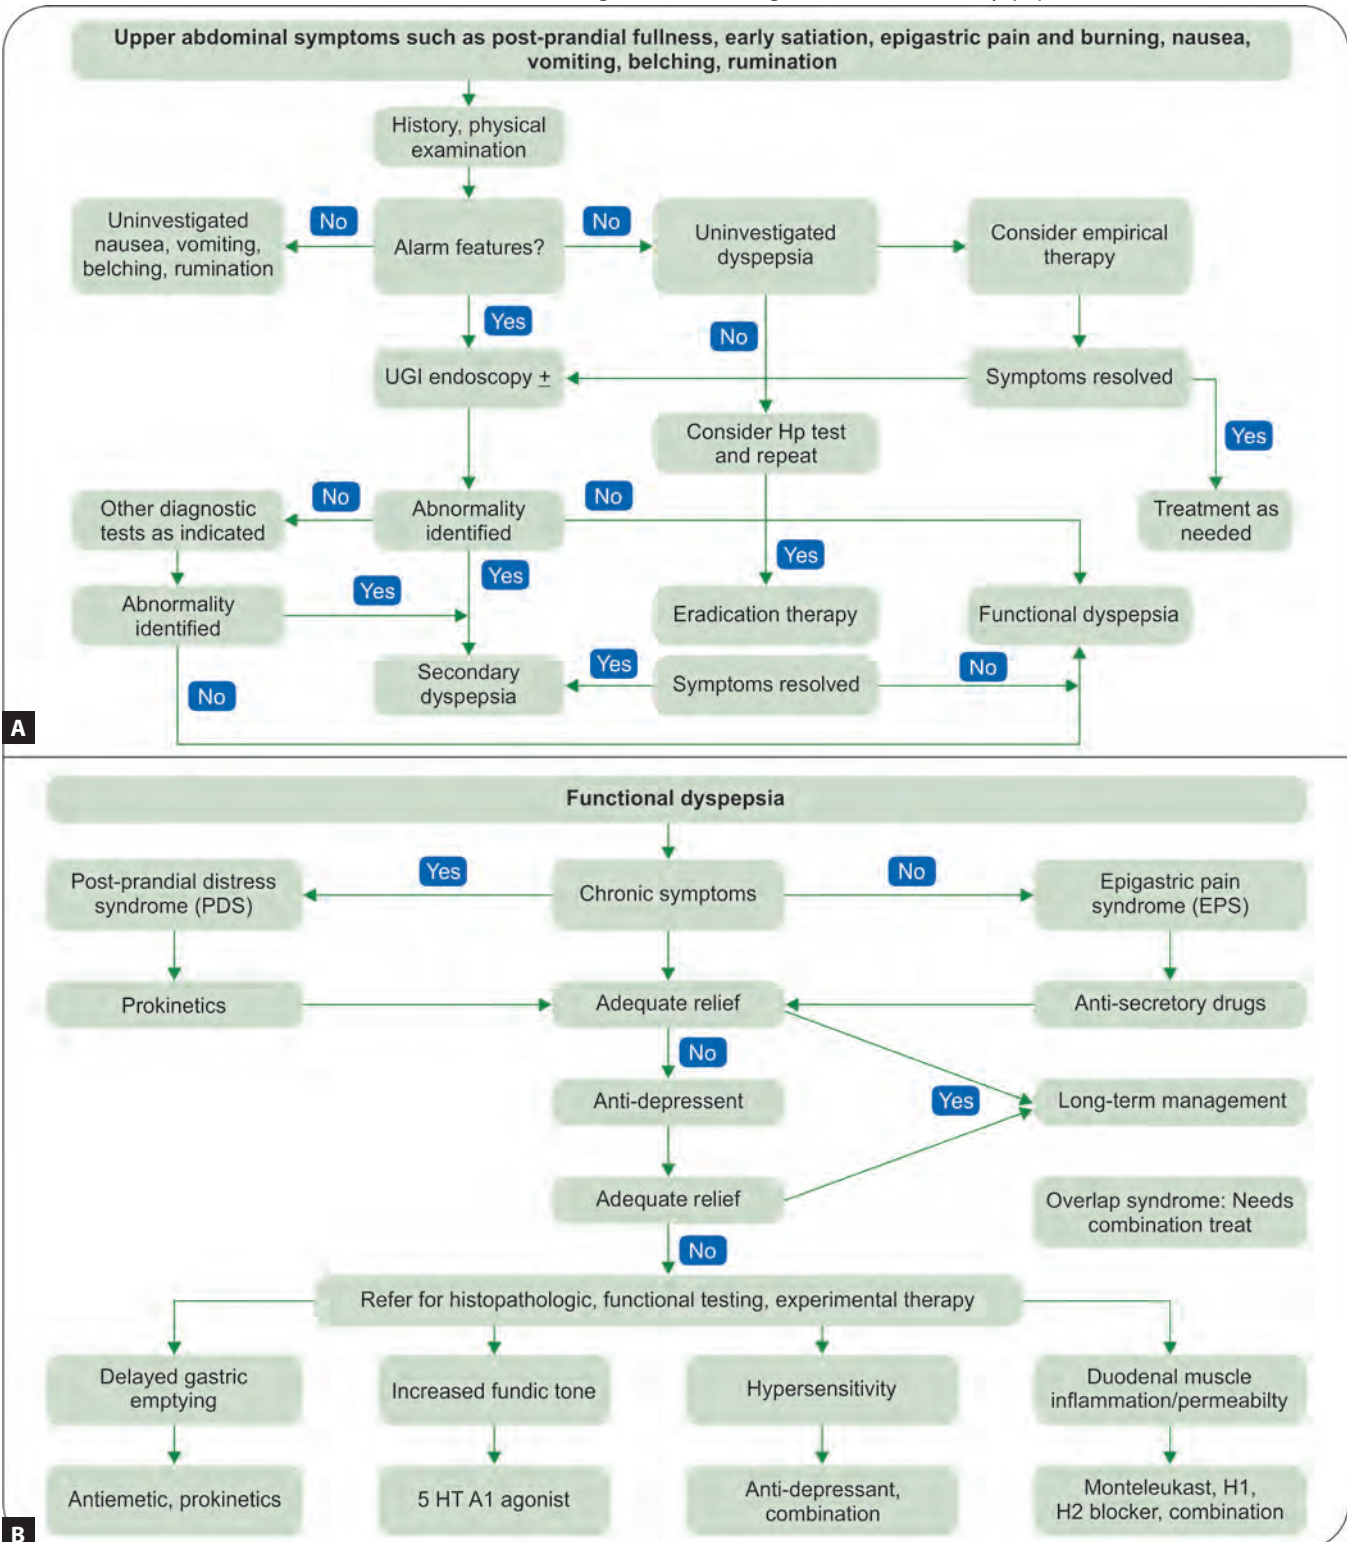 Upper abdominal symptoms such as post-prandial fullness, early satiation, epigastric pain and burning, nausea,
vomiting, belching, rumination
History, physical
examination
Uninvestigated
nausea, vomiting,
belching, rumination
No
Alarm features?
No
Uninvestigated
dyspepsia
Consider empirical
therapy
Yes
No
UGI endoscopy ±
Symptoms resolved
Consider Hp test
and repeat
Yes
Other diagnostic
tests as indicated
No
Abnormality
identified
No
Treatment as
needed
Yes
Yes
Abnormality
identified
Yes
Eradication therapy
Functional dyspepsia
Secondary
dyspepsia
Yes
Symptoms resolved
No
No
A
Functional dyspepsia
Post-prandial distress
syndrome (PDS)
Yes
Chronic symptoms
No
Epigastric pain
syndrome (EPS)
Prokinetics
Adequate relief
Anti-secretory drugs
No
Anti-depressent
Yes
Long-term management
Adequate relief
Overlap syndrome: Needs
combination treat
No
Refer for histopathologic, functional testing, experimental therapy
Delayed gastric
emptying
Increased fundic tone
Hypersensitivity
Duodenal muscle
inflammation/permeabilty
Antiemetic, prokinetics
5 HT A1 agonist
Anti-depressant,
combination
Monteleukast, H1,
H2 blocker, combination
B